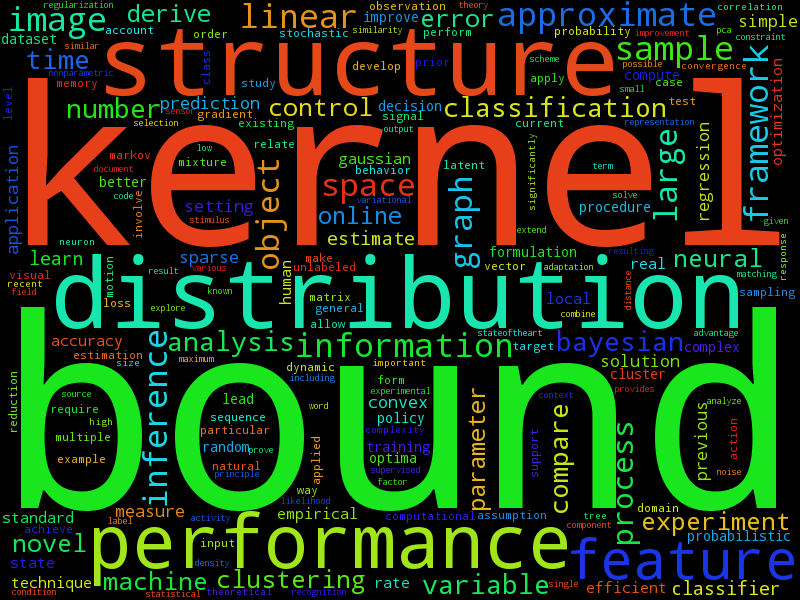 regularization
observation
theory
correlation
image
derive
linear
error
approximate
account
order
stochastic
similarity
improve
perform
probability
simple
dataset
similar
structure
sample
improvement
pca
constraint
time
class
develop
prior
scheme
possible
convergence
nonparametric
study
apply
compute
case
memory
small
level
number
prediction
control
decision
classification
test
sensor
gradient
signal
output
representation
optimization
selection
existing
current
kernel
relate
framework
large
regression
application
markov
low
mixture
gaussian
behavior
latent
significantly
term
document
better
code
object
space
graph
solve
involve
setting
variational
procedure
stimulus
online
given
neuron
estimate
extend
learn
sparse
formulation
resulting
response
visual
human
make
unlabeled
vector
adaptation
real
neural
recent
motion
result
various
distribution
distance
matching
field
loss
explore
known
matrix
general
local
combine
sampling
allow
stateoftheart
advantage
accuracy
inference
analysis
information
target
bayesian
complex
estimation
size
maximum
dynamic
important
solution
reduction
including
form
cluster
bound
source
lead
experimental
parameter
context
provides
require
high
sequence
word
convex
compare
previous
analyze
particular
policy
multiple
random
prove
complexity
support
action
example
natural
applied
training
optima
supervised
process
noise
principle
way
factor
likelihood
domain
standard
measure
empirical
computational
assumption
tree
experiment
achieve
label
activity
component
probabilistic
novel
performance
input
state
density
feature
technique
machine
clustering
rate
variable
single
efficient
classifier
condition
statistical
theoretical
recognition